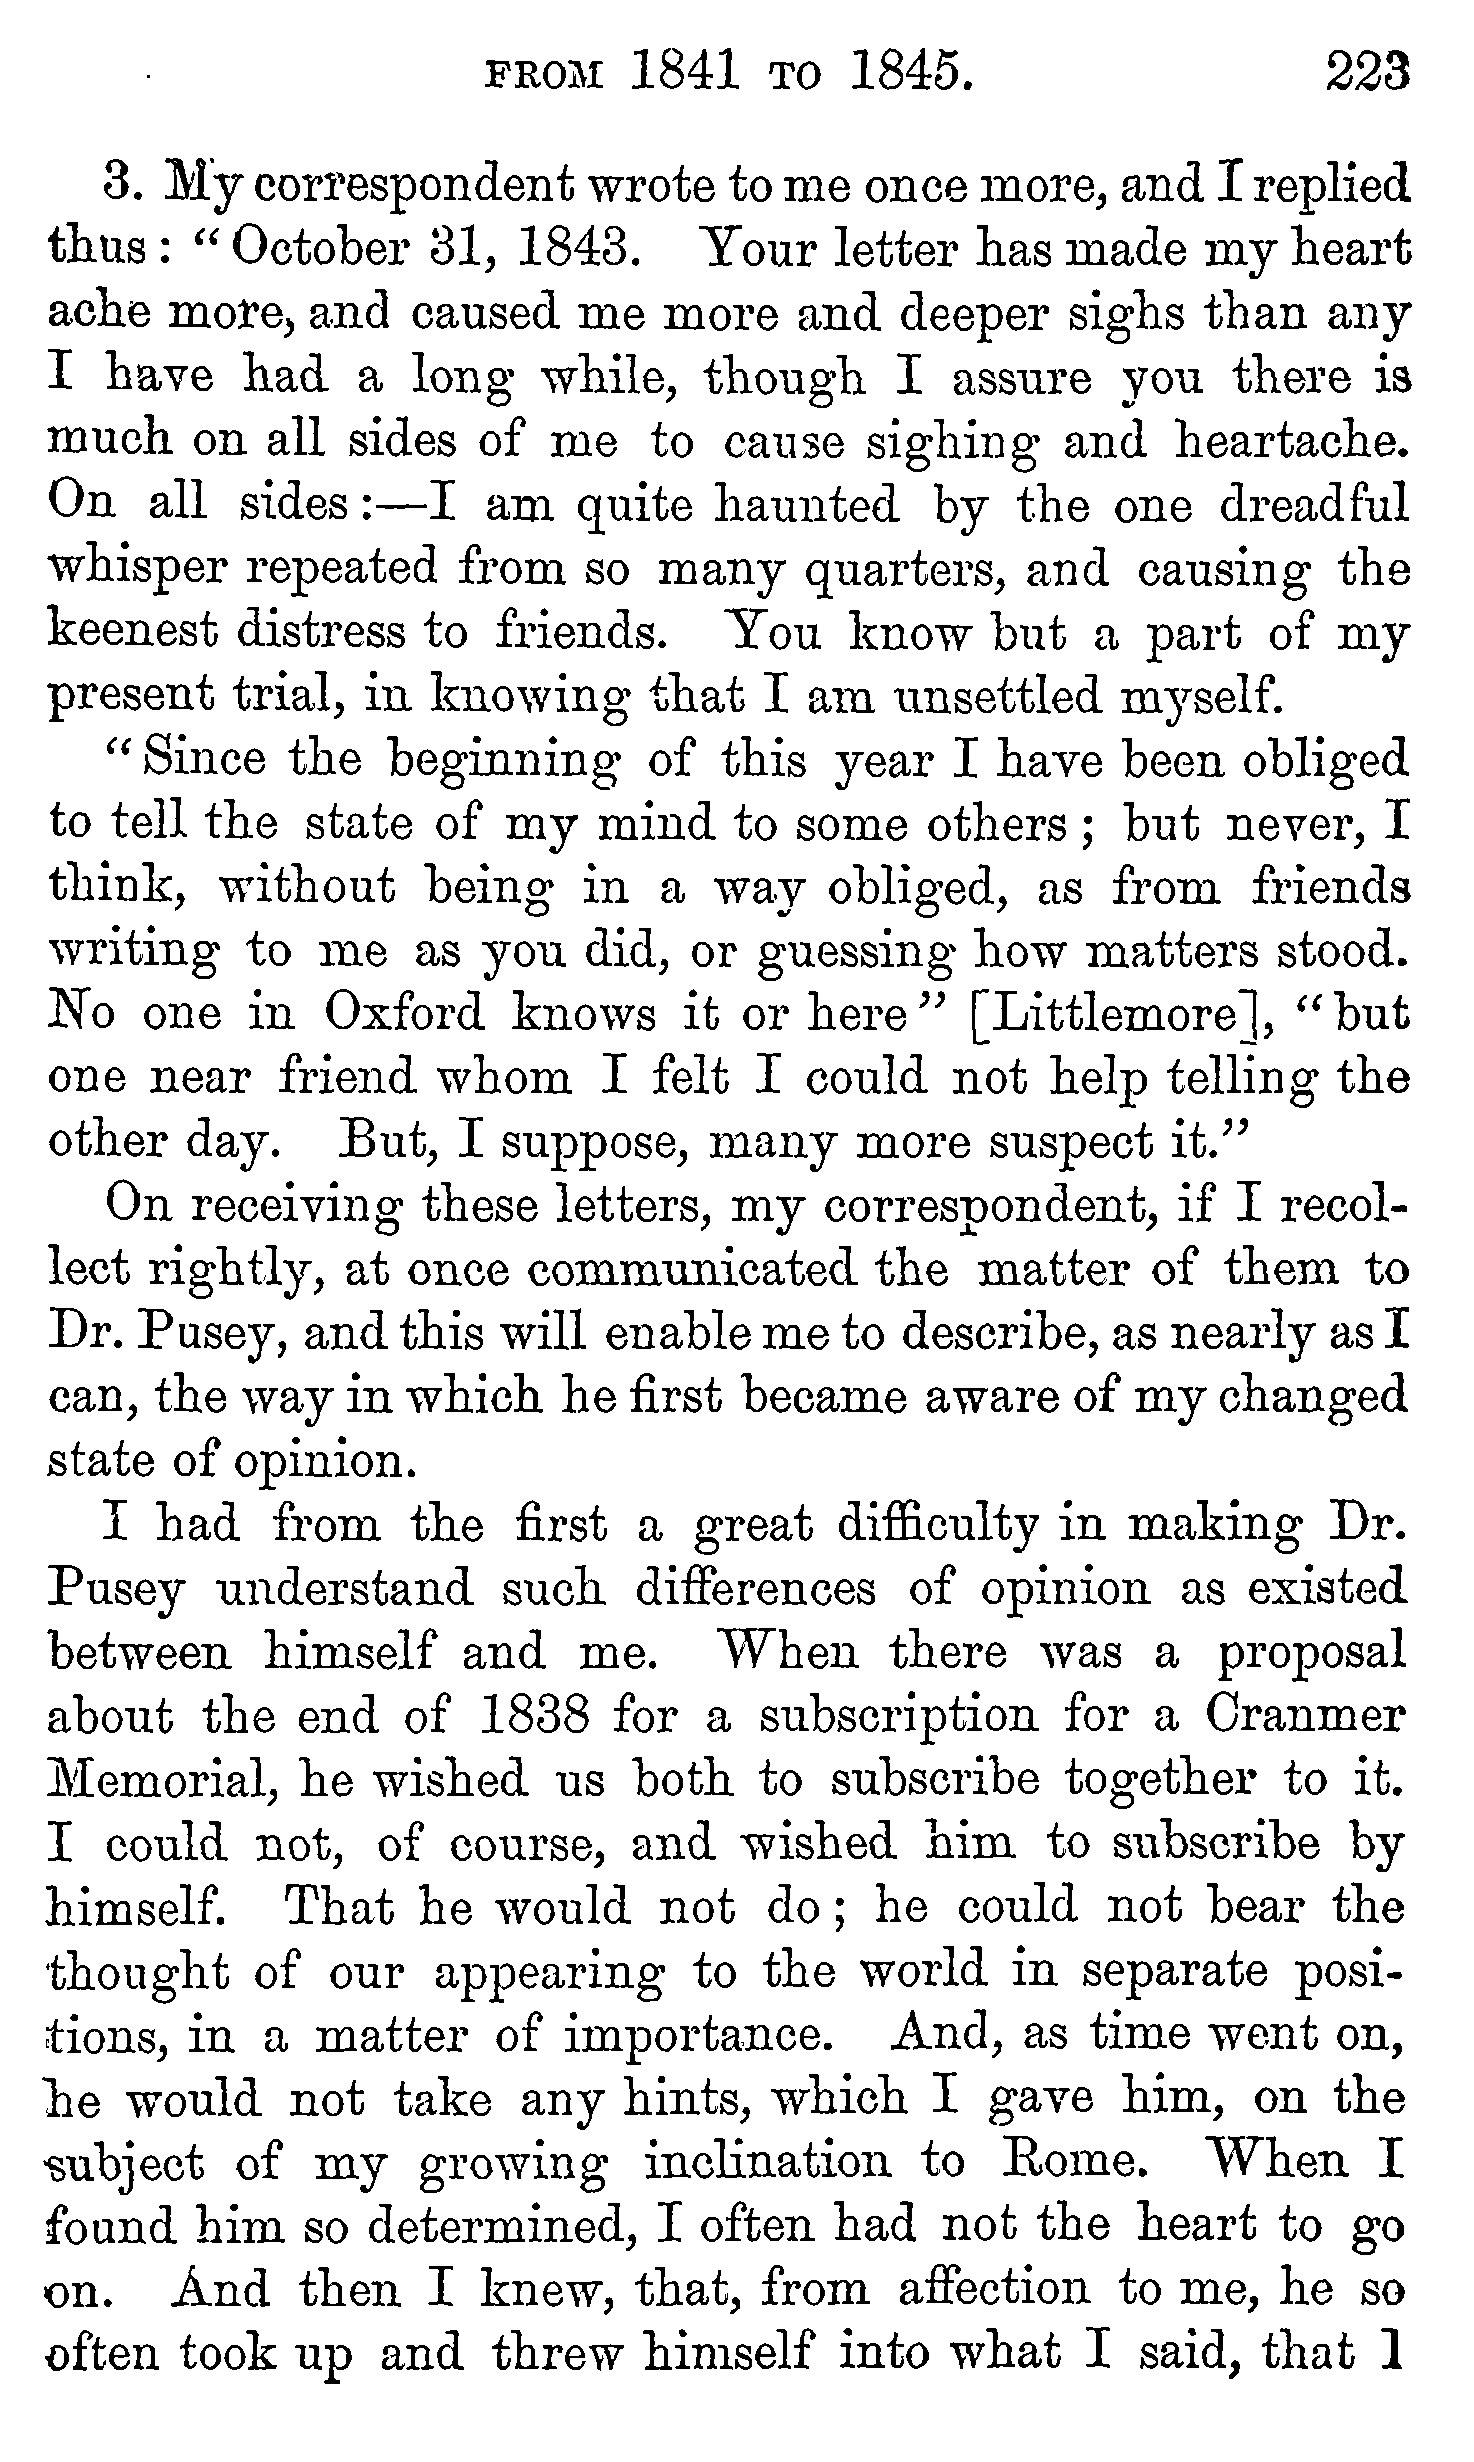 FROM 1841 TO 1845. 223
3. My correspondent wrote to me once more, and I replied
thus: “October 31, 1843. Your letter has made my heart
ache more, and caused me more and deeper sighs than any
I have had a long while, though I assure you there is
much on all sides of me to cause sighing and heartache.
On all sides:—I am quite haunted by the one dreadful
whisper repeated from so many quarters, and causing the
keenest distress to friends. You know but a part of my
present trial, in knowing that I am unsettled myself.
“Since the beginning of this year I have been obliged
to tell the state of my mind to some others; but never, I
think, without being in a way obliged, as from friends
writing to me as you did, or guessing how matters stood.
No one in Oxford knows it or here” [Littlemore], “but
one near friend whom I felt I could not help telling the
other day. But, I suppose, many more suspect it.”
On receiving these letters, my correspondent, if I recol-
lect rightly, at once communicated the matter of them to
Dr. Pusey, and this will enable me to describe, as nearly as I
can, the way in which he first became aware of my changed
state of opinion.
I had from the first a great difficulty in making Dr.
Pusey understand such differences of opinion as existed
between himself and me. When there was a proposal
about the end of 1838 for a subscription for a Cranmer
Memorial, he wished us both to subscribe together to it.
I could not, of course, and wished him to subscribe by
himself. That he would not do; he could not bear the
thought of our appearing to the world in separate posi-
tions, in a matter of importance. And, as time went on,
he would not take any hints, which I gave him, on the
subject of my growing inclination to Rome. When I
found him so determined, I often had not the heart to go
on. And then I knew, that, from affection to me, he so
often took up and threw himself into what I said, that I